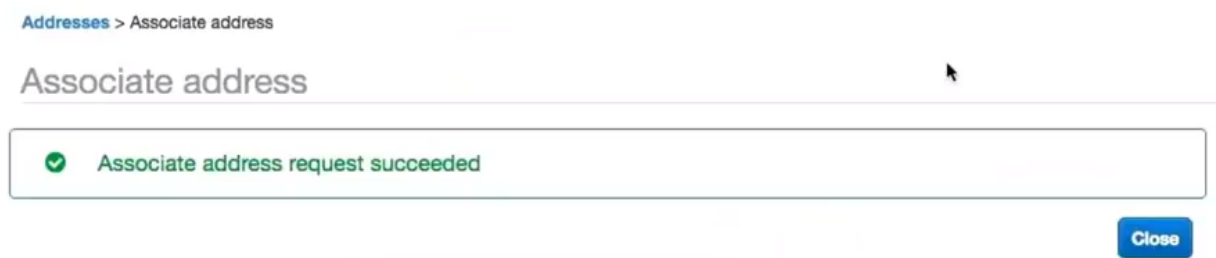 Addresses > Associate address
Associate address
Associate address request succeeded
Close